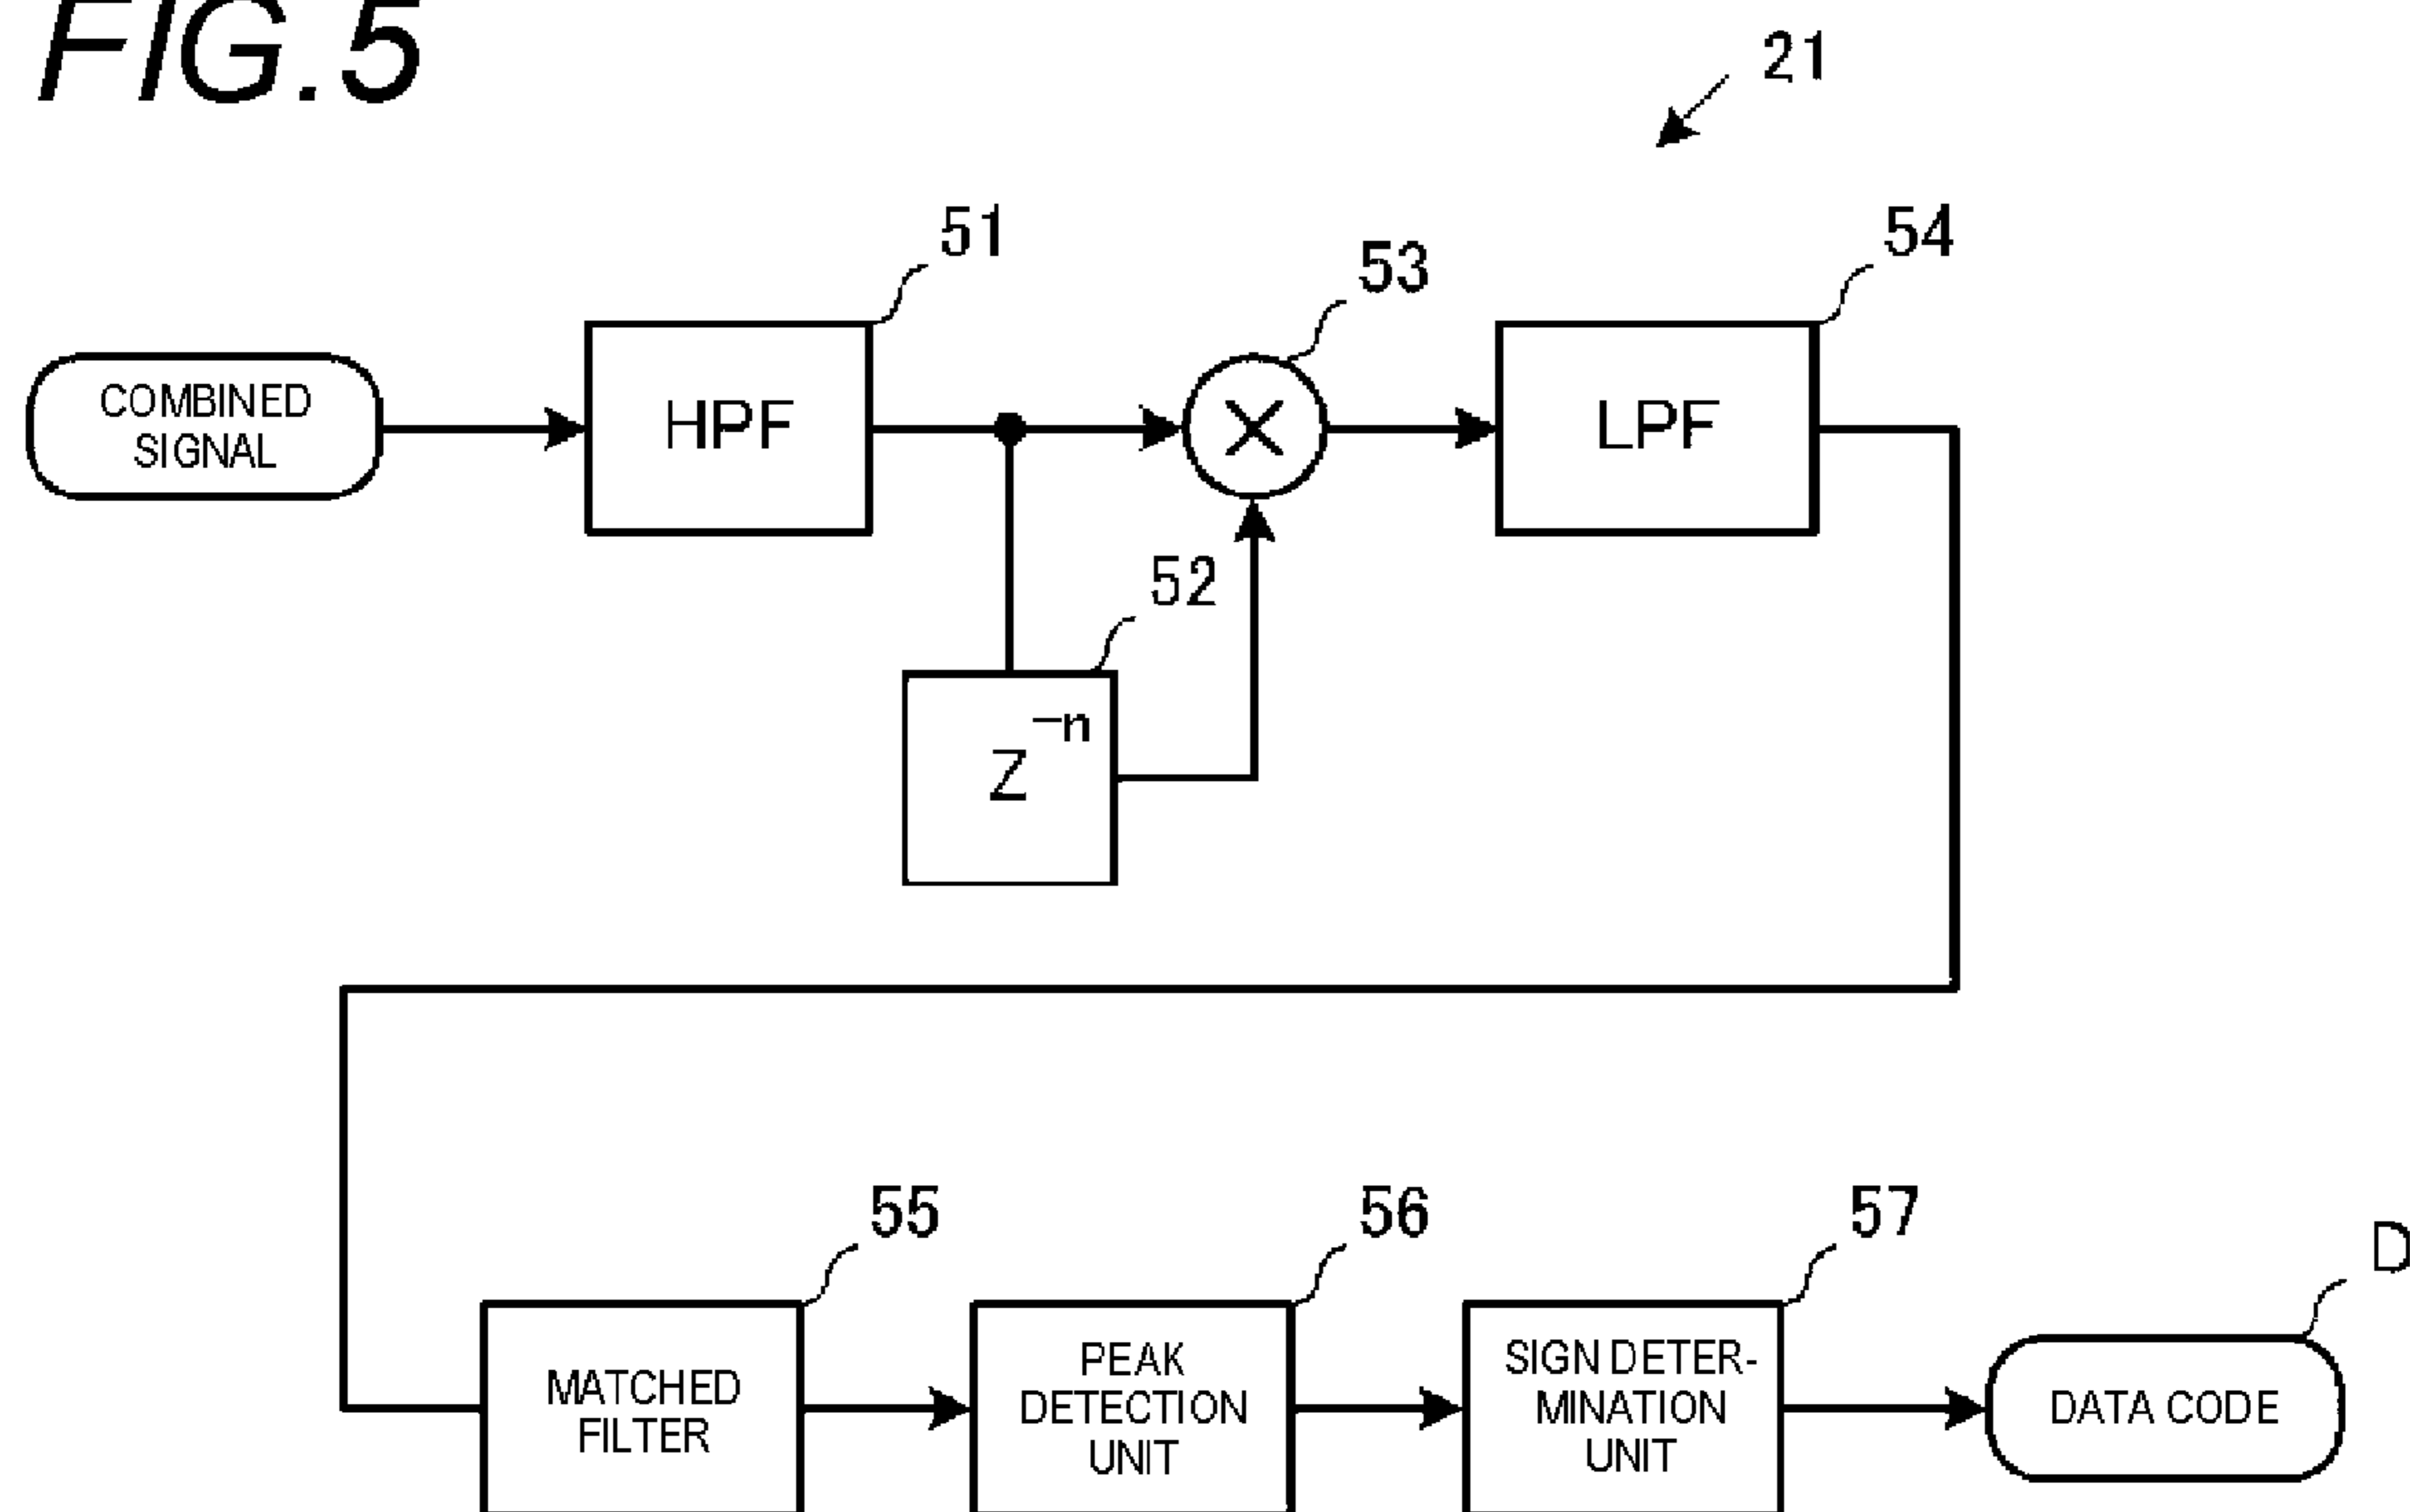 FIG.5
21
51
53
54
COMBINED
SIGNAL
HPF
×
LPF
52
Z⁻ⁿ
55
56
57
D
MATCHED
FILTER
PEAK
DETECTION
UNIT
SIGN DETER-
MINATION
UNIT
DATA CODE